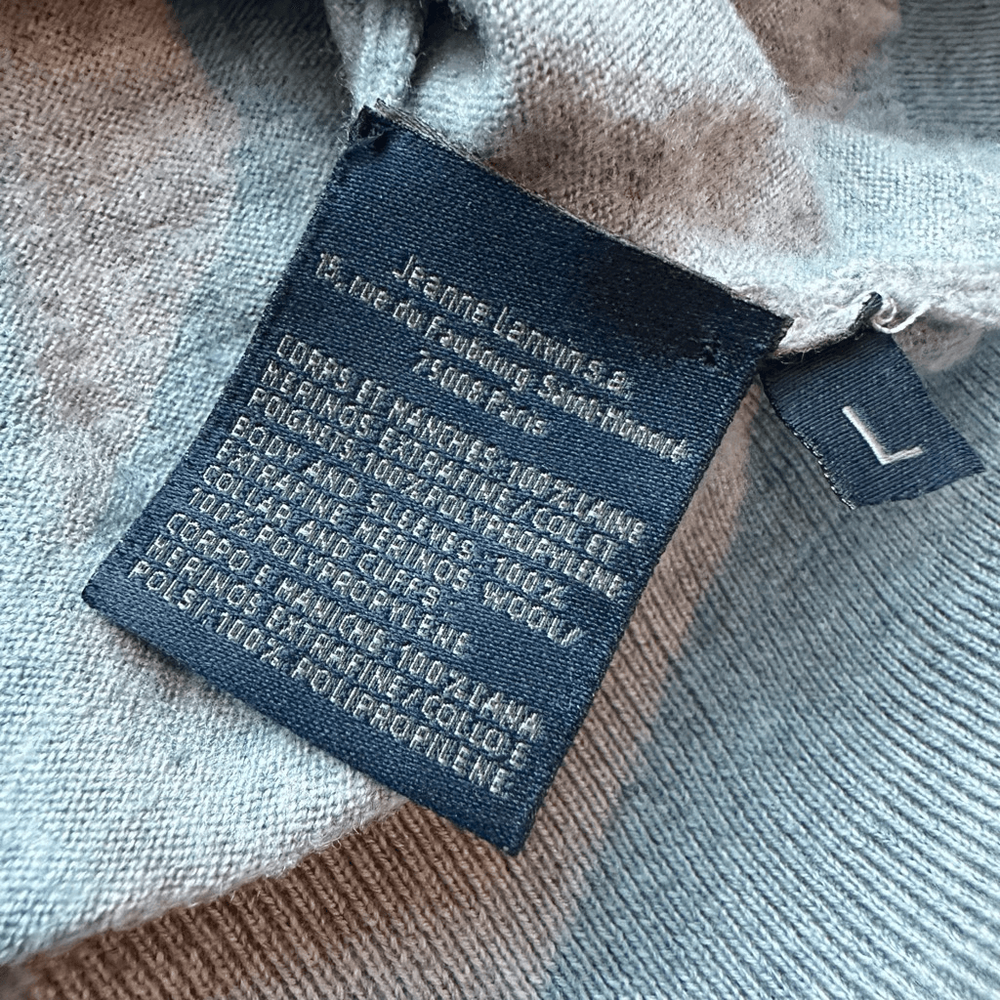 Jeanne Lanvin s.a.
15, rue du Faubourg Saint-Honoré
75008 Paris
CORPS ET MANCHES: 100% LAINE
MERINOS EXTRAFINE/COL ET
POIGNETS: 100% POLYPROPYLENE
BODY AND SLEEVES: 100%
EXTRAFINE MERINOS WOOL/
COLLAR AND CUFFS:
100% POLYPROPYLENE
CORPO E MANICHE: 100% LANA
MERINOS EXTRAFINE/COLLO E
POLSI: 100% POLIPROPILENE
L